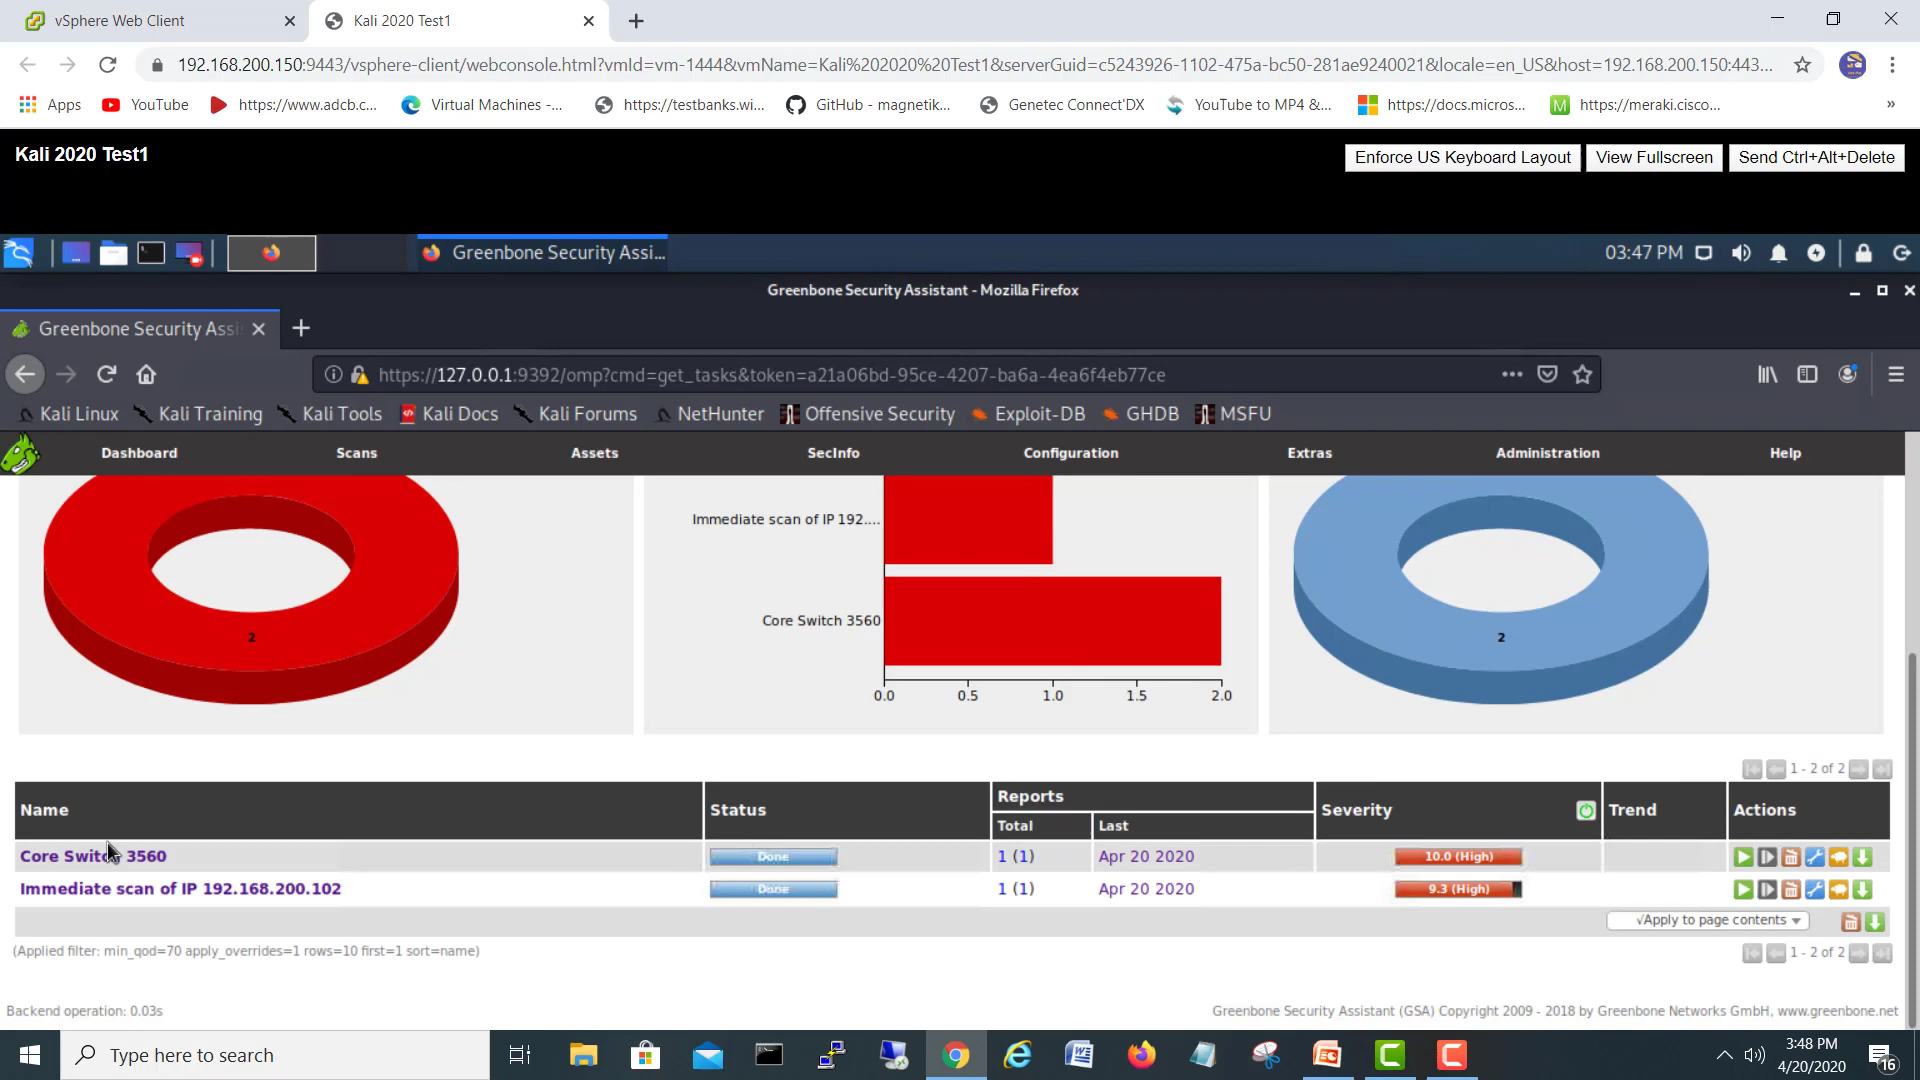 vSphere Web Client
Kali 2020 Test1
192.168.200.150:9443/vsphere-client/webconsole.html?vmId=vm-1444&vmName=Kali%202020%20Test1&serverGuid=c5243926-1102-475a-bc50-281ae9240021&locale=en_US&host=192.168.200.150:443...
Apps YouTube https://www.adcb.c... Virtual Machines -... https://testbanks.wi... GitHub - magnetik... Genetec Connect'DX YouTube to MP4 &... https://docs.micros... https://meraki.cisco... »
Kali 2020 Test1
Enforce US Keyboard Layout View Fullscreen Send Ctrl+Alt+Delete
Greenbone Security Assi...
03:47 PM
Greenbone Security Assistant - Mozilla Firefox
Greenbone Security Assi
https://127.0.0.1:9392/omp?cmd=get_tasks&token=a21a06bd-95ce-4207-ba6a-4ea6f4eb77ce
Kali Linux Kali Training Kali Tools Kali Docs Kali Forums NetHunter Offensive Security Exploit-DB GHDB MSFU
Dashboard Scans Assets SecInfo Configuration Extras Administration Help
Immediate scan of IP 192....
Core Switch 3560
0.0 0.5 1.0 1.5 2.0
2
2
1 - 2 of 2
Name Status Reports Severity Trend Actions
Total Last
Core Switch 3560 Done 1 (1) Apr 20 2020 10.0 (High)
Immediate scan of IP 192.168.200.102 Done 1 (1) Apr 20 2020 9.3 (High)
√Apply to page contents
(Applied filter: min_qod=70 apply_overrides=1 rows=10 first=1 sort=name)
1 - 2 of 2
Backend operation: 0.03s
Greenbone Security Assistant (GSA) Copyright 2009 - 2018 by Greenbone Networks GmbH, www.greenbone.net
Type here to search
3:48 PM
4/20/2020
16